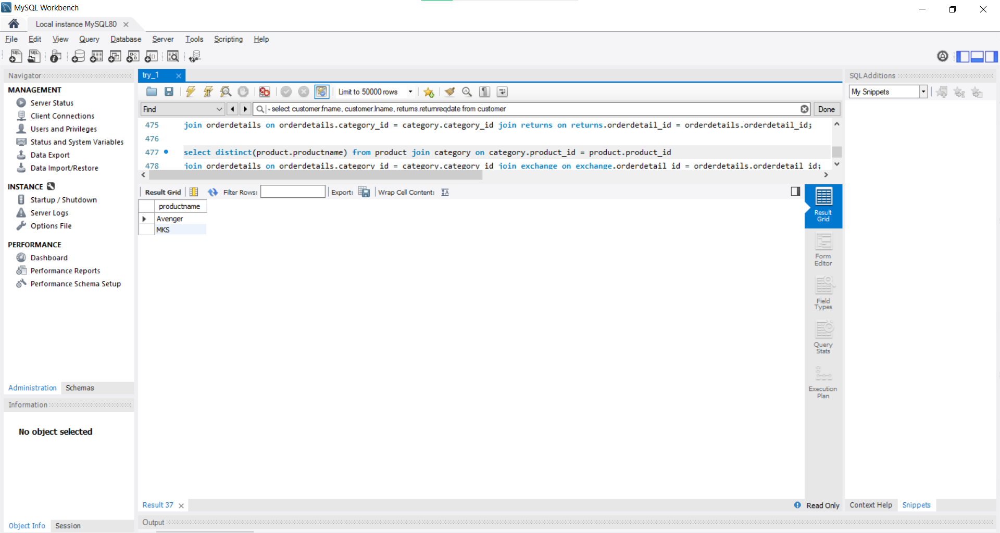 MySQL Workbench
Local instance MySQL80
File Edit View Query Database Server Tools Scripting Help
Navigator
MANAGEMENT
Server Status
Client Connections
Users and Privileges
Status and System Variables
Data Export
Data Import/Restore
INSTANCE
Startup / Shutdown
Server Logs
Options File
PERFORMANCE
Dashboard
Performance Reports
Performance Schema Setup
Administration Schemas
Information
No object selected
Object Info Session
try_1
Limit to 50000 rows
Find
select customer.fname, customer.lname, returns.returnreqdate from customer
Done
475 join orderdetails on orderdetails.category_id = category.category_id join returns on returns.orderdetail_id = orderdetails.orderdetail_id;
476
477 select distinct(product.productname) from product join category on category.product_id = product.product_id
478 join orderdetails on orderdetails.category_id = category.category_id join exchange on exchange.orderdetail_id = orderdetails.orderdetail_id;
Result Grid
Filter Rows:
Export:
Wrap Cell Content:
productname
Avenger
MKS
Result
Grid
Form
Editor
Field
Types
Query
Stats
Execution
Plan
Result 37
Read Only
Output
SQLAdditions
My Snippets
Context Help Snippets